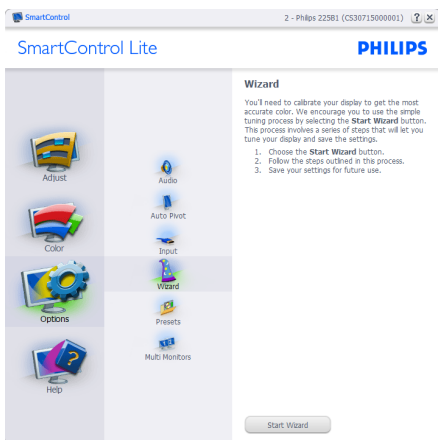 SmartControl
2 - Philips 225B1 (CS30715000001)
?
SmartControl Lite
PHILIPS
Adjust
Color
Options
Help
Audio
Auto Pivot
Input
Wizard
Presets
Multi Monitors
Wizard
You'll need to calibrate your display to get the most
accurate color. We encourage you to use the simple
tuning process by selecting the Start Wizard button.
This process involves a series of steps that will let you
tune your display and save the settings.
1. Choose the Start Wizard button.
2. Follow the steps outlined in this process.
3. Save your settings for future use.
Start Wizard